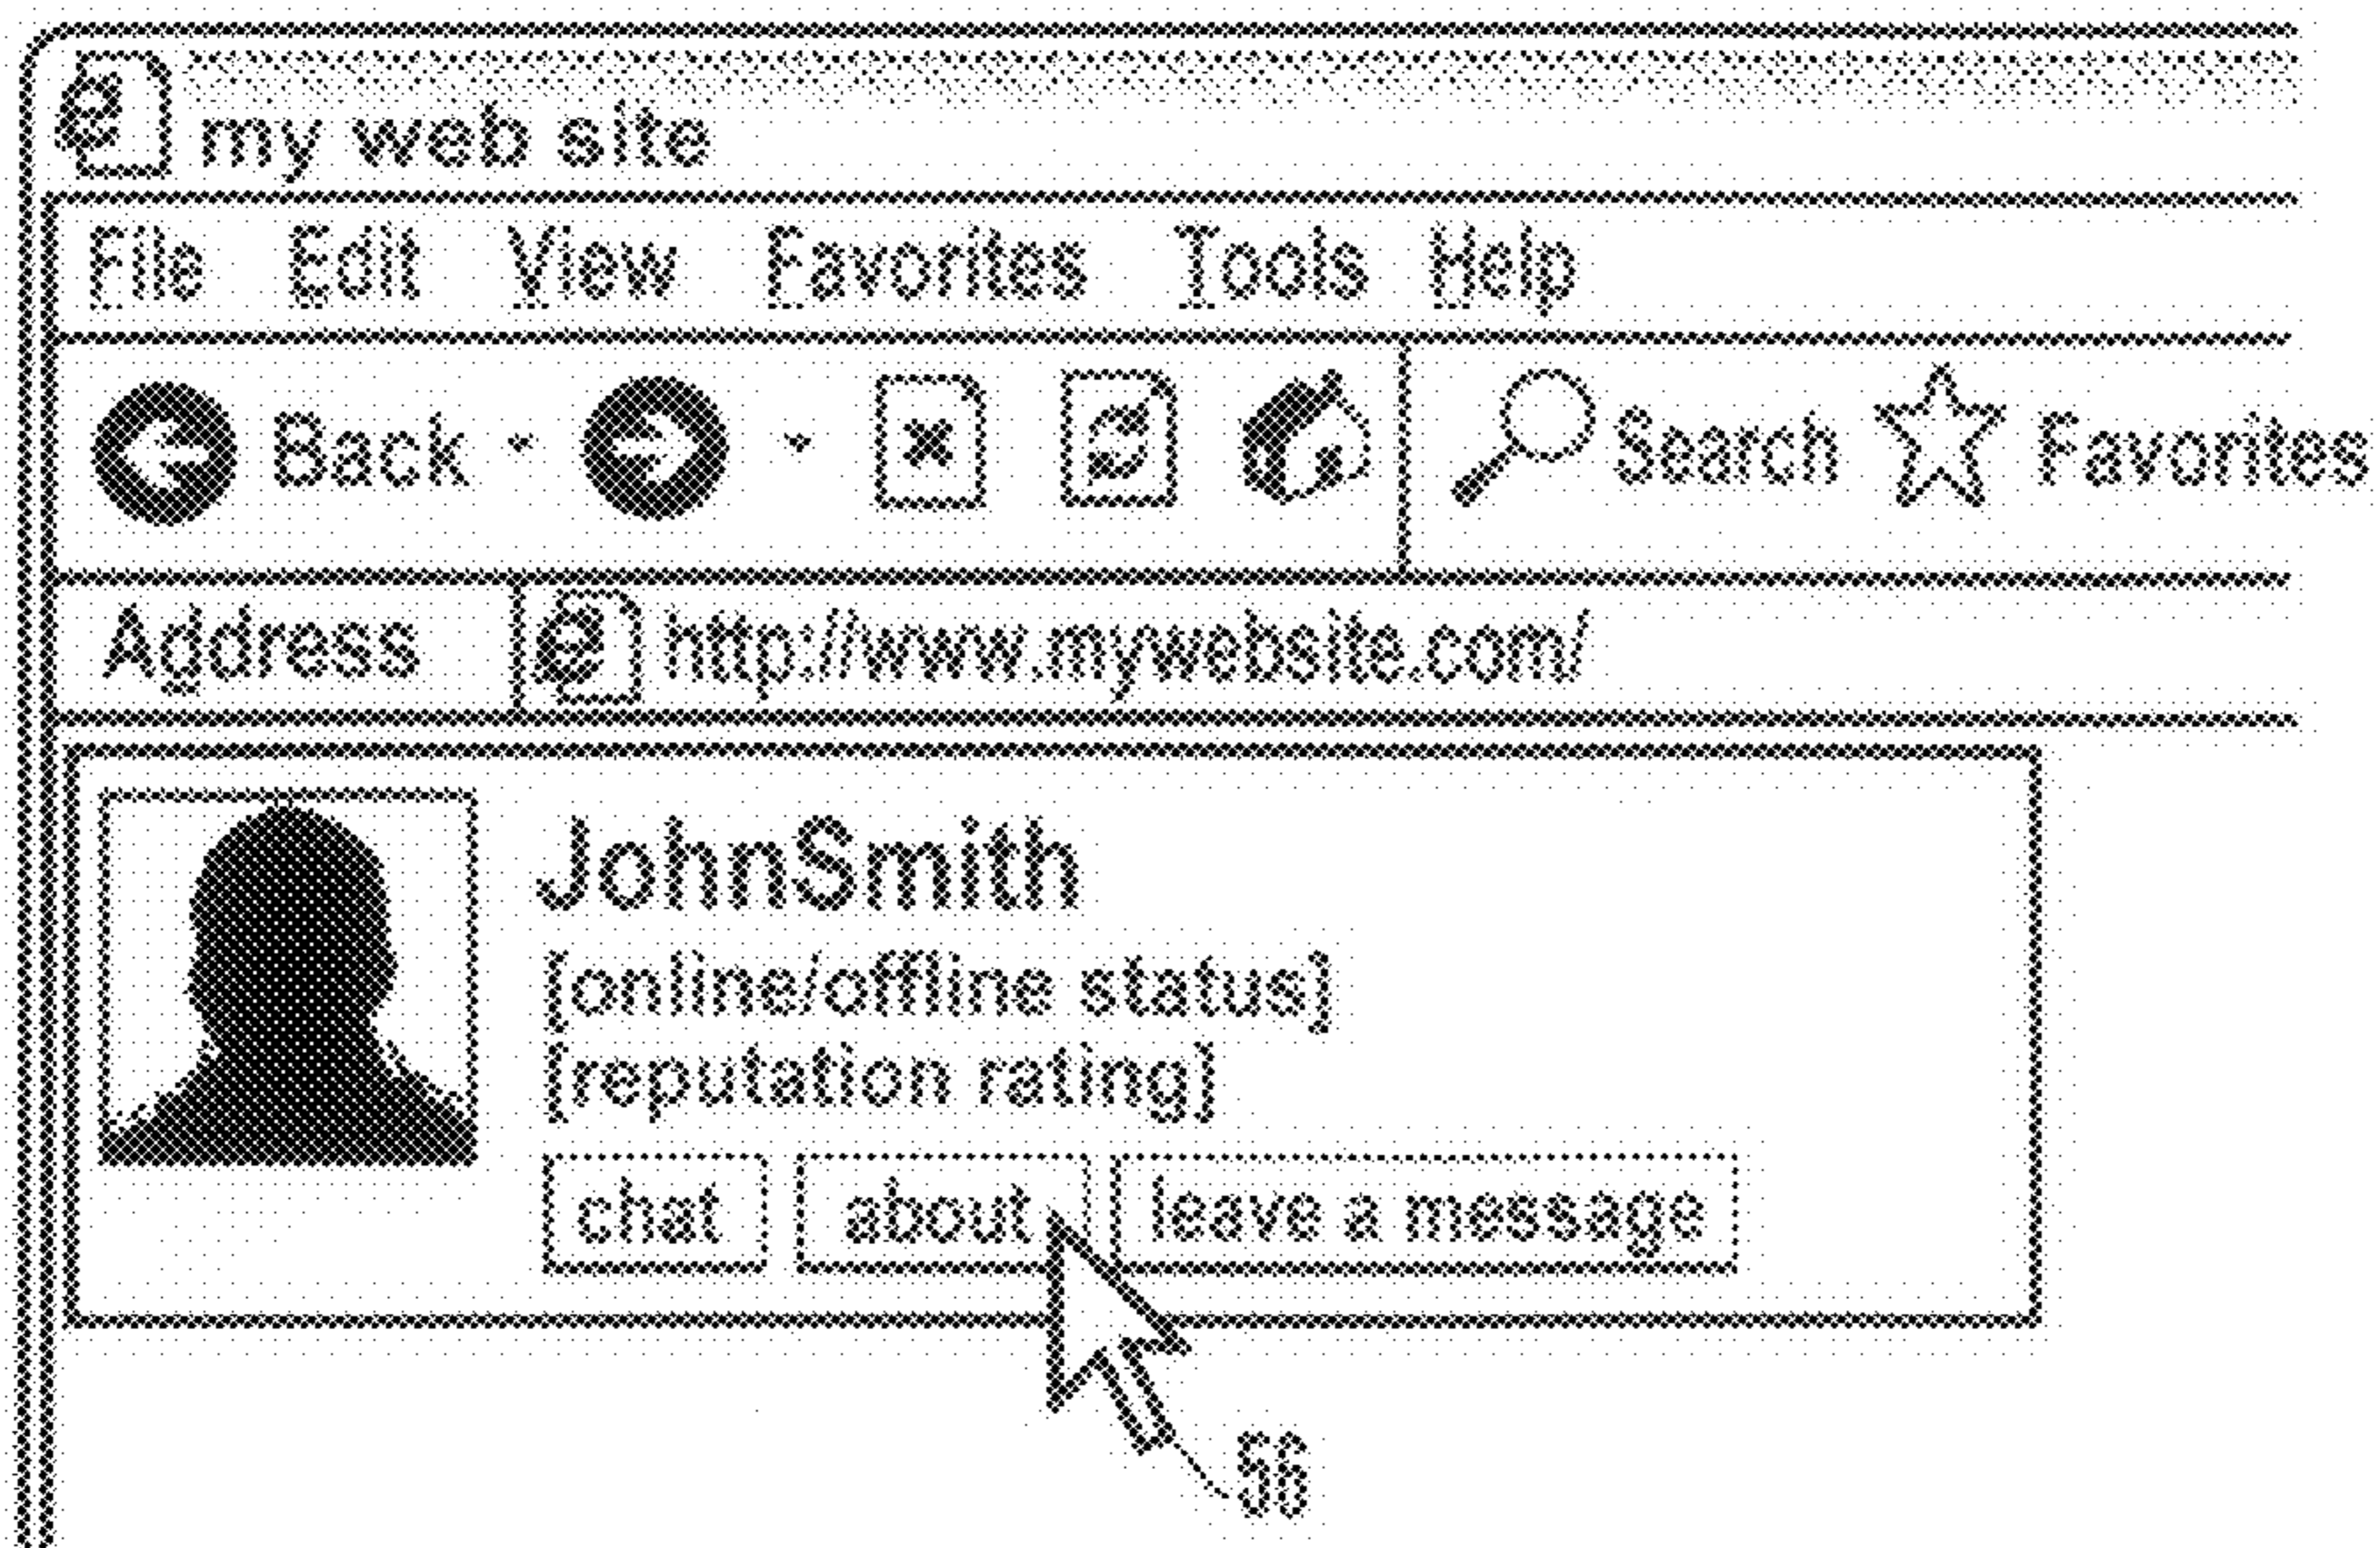 my web site
File Edit View Favorites Tools Help
Back Search Favorites
Address http://www.mywebsite.com/
JohnSmith
[online/offline status]
[reputation rating]
chat about leave a message
56